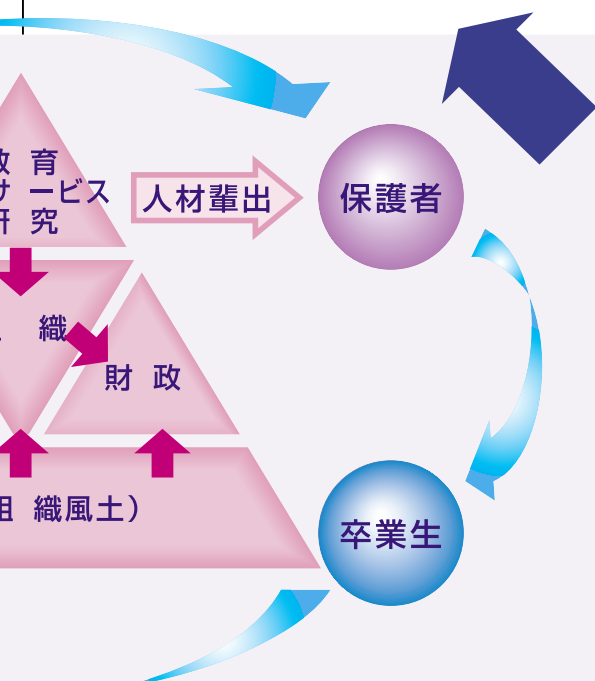 教 育
サービス
研 究
人材輩出
保護者
織
財 政
組 織風土）
卒業生